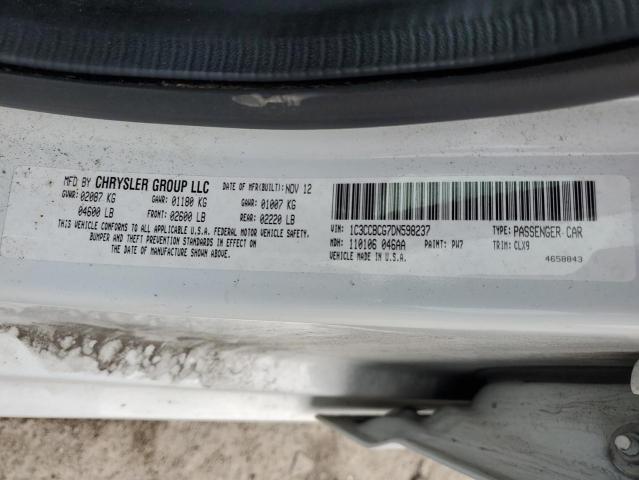 MFD BY CHRYSLER GROUP LLC DATE OF MFR(BUILT): NOV 12
GVWR: 02087 KG GAWR: 01180 KG GAWR: 01007 KG
04600 LB FRONT: 02600 LB REAR: 02220 LB
THIS VEHICLE CONFORMS TO ALL APPLICABLE U.S.A. FEDERAL MOTOR VEHICLE SAFETY,
BUMPER AND THEFT PREVENTION STANDARDS IN EFFECT ON
THE DATE OF MANUFACTURE SHOWN ABOVE.
VIN: 1C3CCBCG7DN598237 TYPE: PASSENGER CAR
MDH: 110106 046AA PAINT: PW7 TRIM: CLX9
VEHICLE MADE IN U.S.A. 4658843